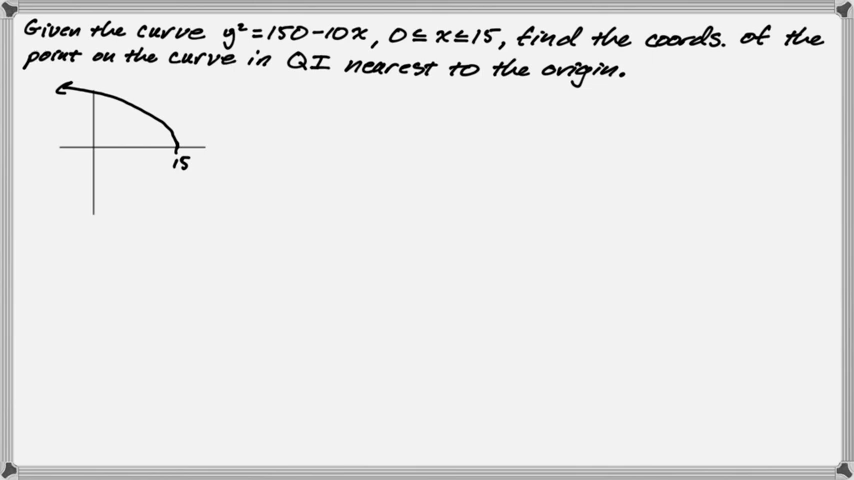 Given the curve y²=150-10x, 0≤x≤15, find the coords. of the
point on the curve in QI nearest to the origin.
15